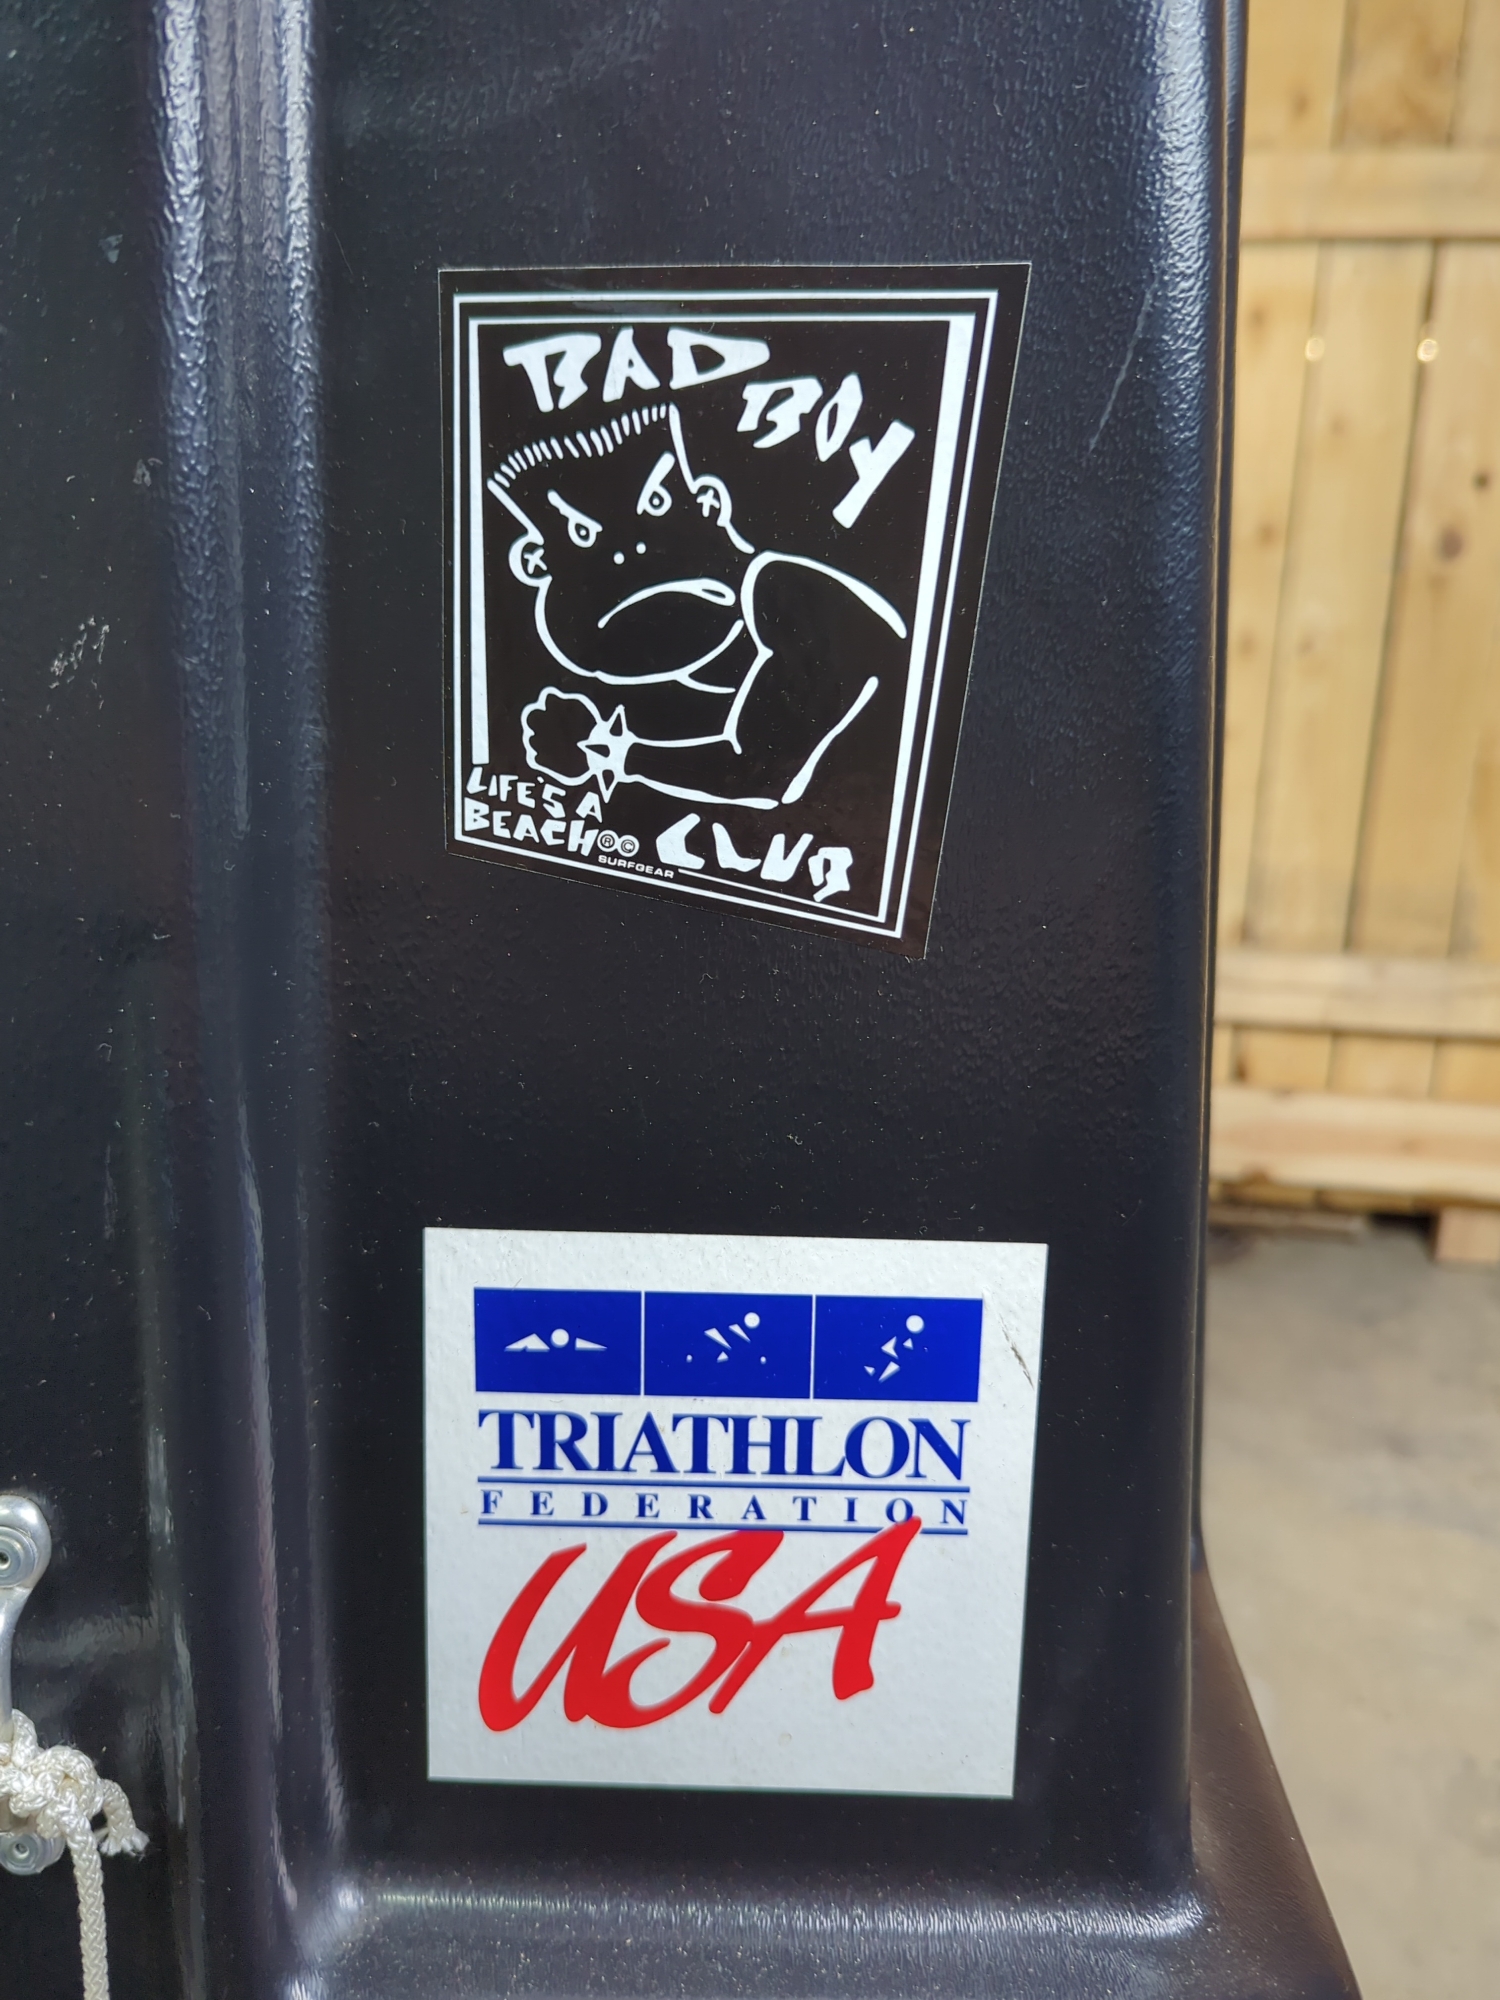 BAD
BOY
LIFE'S A
BEACH ® ©
SURFGEAR
CLUB
TRIATHLON
FEDERATION
USA